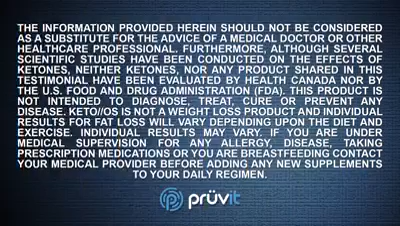 THE INFORMATION PROVIDED HEREIN SHOULD NOT BE CONSIDERED
AS A SUBSTITUTE FOR THE ADVICE OF A MEDICAL DOCTOR OR OTHER
HEALTHCARE PROFESSIONAL. FURTHERMORE, ALTHOUGH SEVERAL
SCIENTIFIC STUDIES HAVE BEEN CONDUCTED ON THE EFFECTS OF
KETONES, NEITHER KETONES, NOR ANY PRODUCT SHARED IN THIS
TESTIMONIAL HAVE BEEN EVALUATED BY HEALTH CANADA NOR BY
THE U.S. FOOD AND DRUG ADMINISTRATION (FDA). THIS PRODUCT IS
NOT INTENDED TO DIAGNOSE, TREAT, CURE OR PREVENT ANY
DISEASE. KETO//OS IS NOT A WEIGHT LOSS PRODUCT AND INDIVIDUAL
RESULTS FOR FAT LOSS WILL VARY DEPENDING UPON THE DIET AND
EXERCISE. INDIVIDUAL RESULTS MAY VARY. IF YOU ARE UNDER
MEDICAL SUPERVISION FOR ANY ALLERGY, DISEASE, TAKING
PRESCRIPTION MEDICATIONS OR YOU ARE BREASTFEEDING CONTACT
YOUR MEDICAL PROVIDER BEFORE ADDING ANY NEW SUPPLEMENTS
TO YOUR DAILY REGIMEN.
prüvit